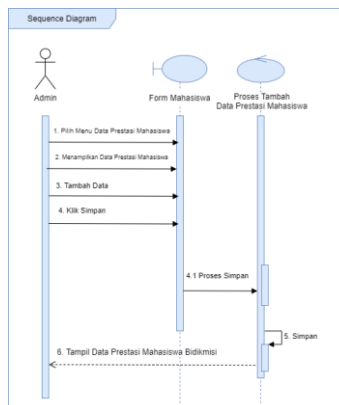 Sequence Diagram
Admin
Form Mahasiswa
Proses Tambah
Data Prestasi Mahasiswa
1. Pilih Menu Data Prestasi Mahasiswa
2. Menampilkan Data Prestasi Mahasiswa
3. Tambah Data
4. Klik Simpan
4.1 Proses Simpan
5. Simpan
6. Tampil Data Prestasi Mahasiswa Bidikmisi